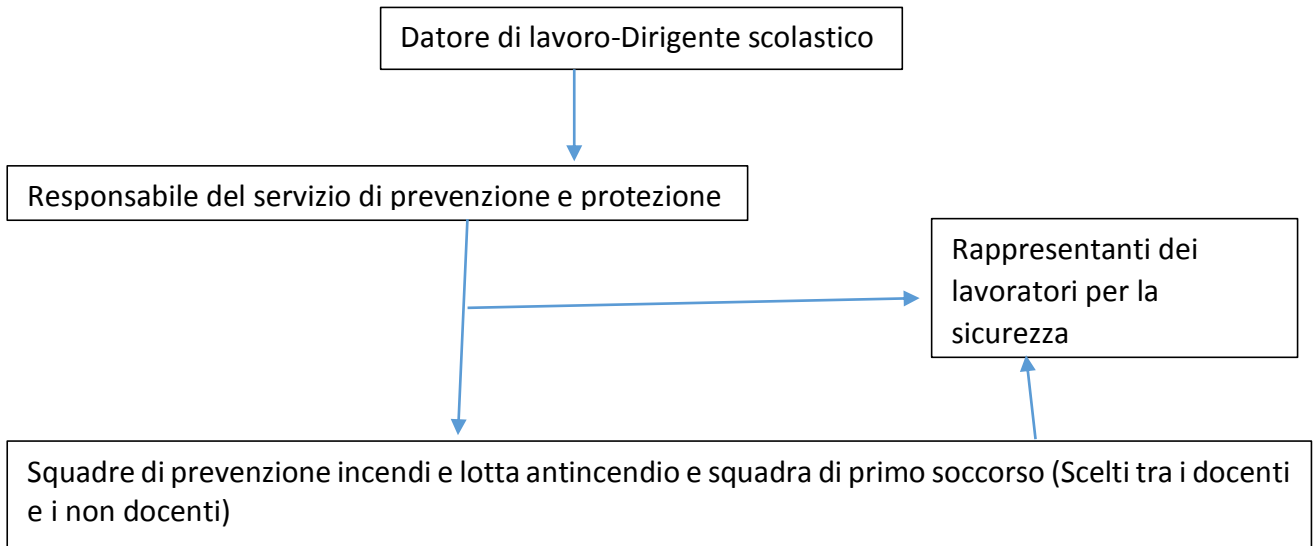 Datore di lavoro-Dirigente scolastico
Responsabile del servizio di prevenzione e protezione
Rappresentanti dei
lavoratori per la
sicurezza
Squadre di prevenzione incendi e lotta antincendio e squadra di primo soccorso (Scelti tra i docenti
e i non docenti)